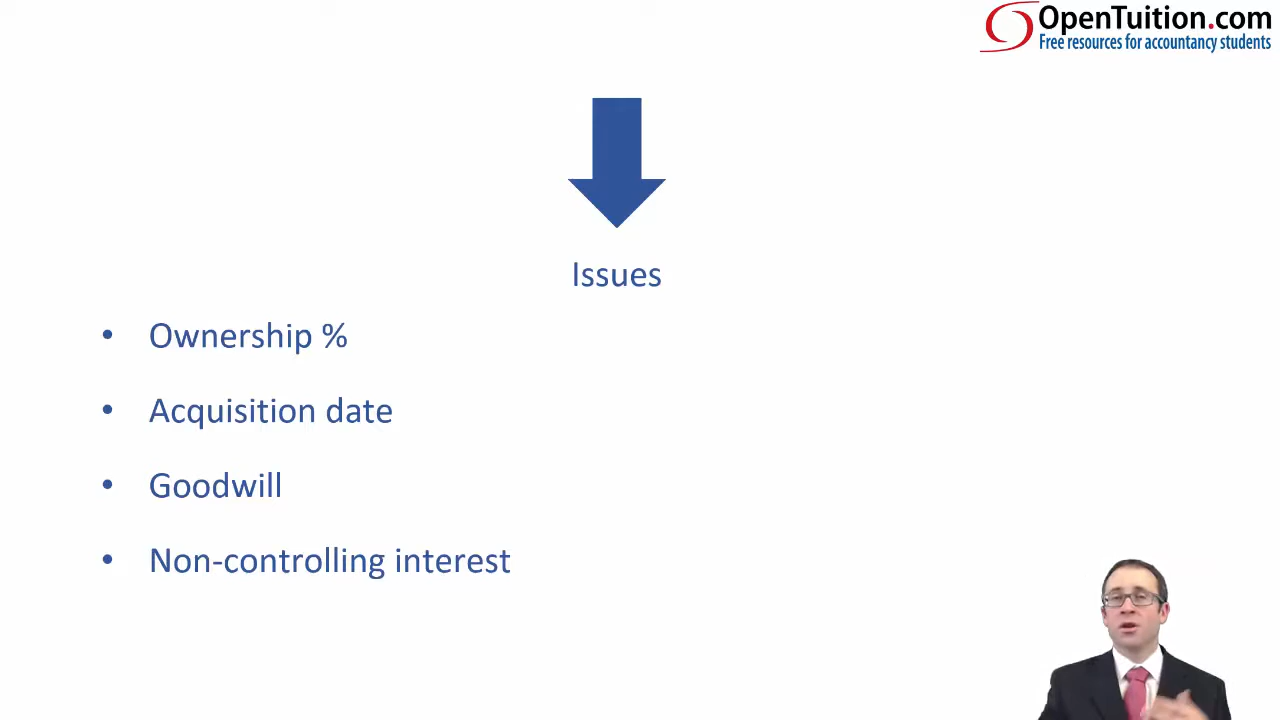 OpenTuition.com
Free resources for accountancy students
Issues
• Ownership %
• Acquisition date
• Goodwill
• Non-controlling interest